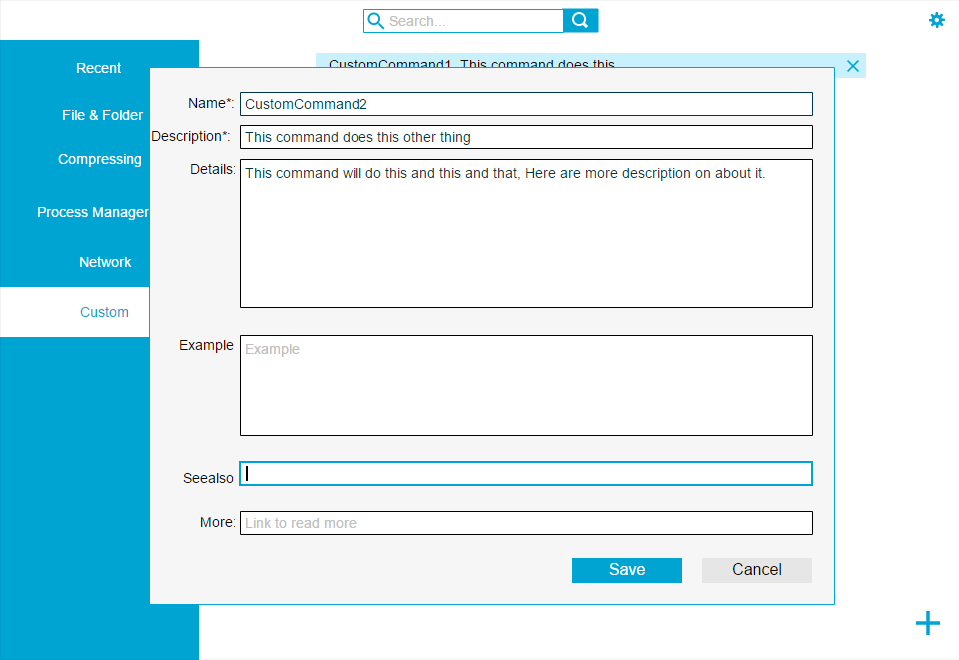 Search...
Recent
File & Folder
Compressing
Process Manager
Network
Custom
CustomCommand1, This command does this
Name*: CustomCommand2
Description*: This command does this other thing
Details: This command will do this and this and that, Here are more description on about it.
Example Example
Seealso
More: Link to read more
Save Cancel